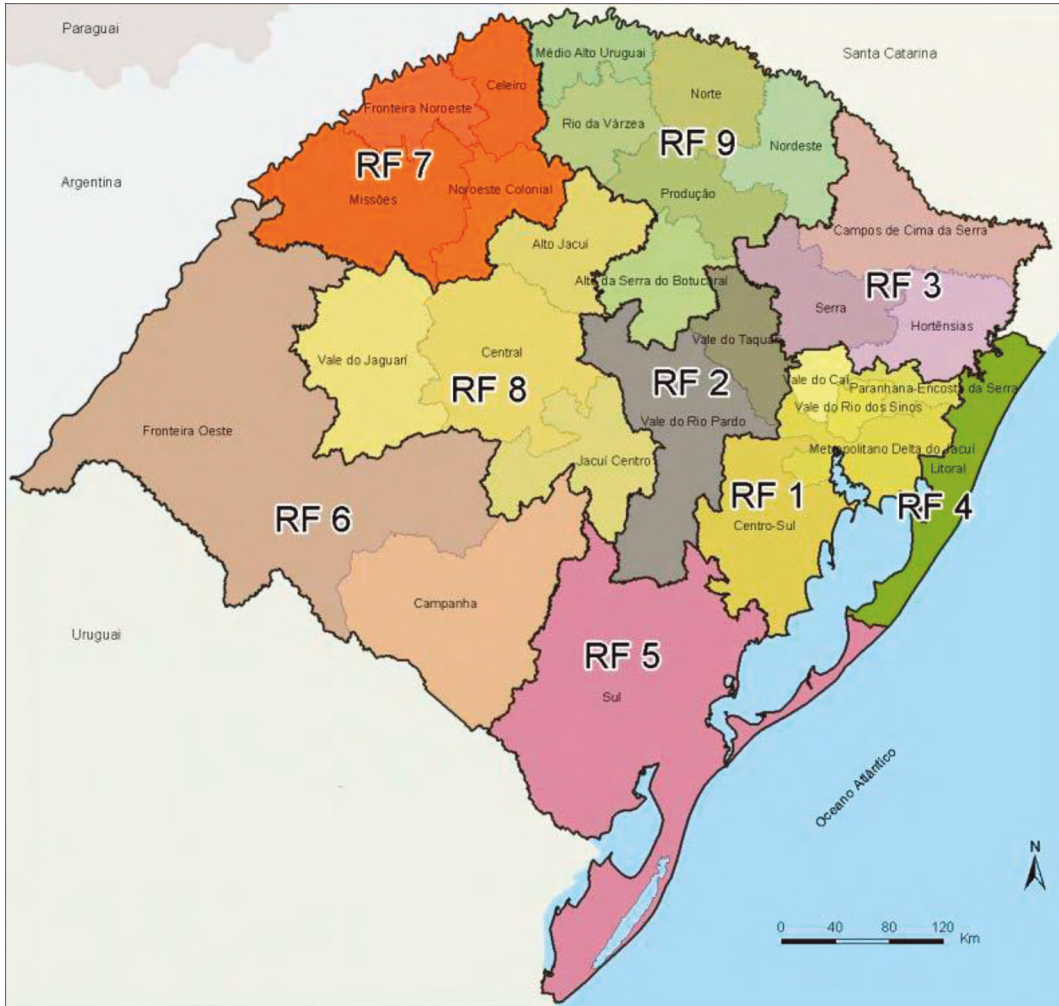 Paraguai
Médio Alto Uruguai
Santa Catarina
Celeiro
Norte
Fronteira Noroeste
Rio da Várzea
RF 9
Nordeste
RF 7
Argentina
Noroeste Colonial
Produção
Missões
Campos de Cima da Serra
Alto Jacuí
Alto da Serra do Botucaraí
RF 3
Serra
Hortênsias
Vale do Taquari
Vale do Jaguarí
Central
RF 8
RF 2
Vale do Caí
Paranhana-Encosta da Serra
Vale do Rio dos Sinos
Vale do Rio Pardo
Fronteira Oeste
Metropolitano Delta do Jacuí
Jacuí Centro
Litoral
RF 1
RF 4
RF 6
Centro-Sul
Campanha
Uruguai
RF 5
Sul
Oceano Atlântico
N
0 40 80 120
Km